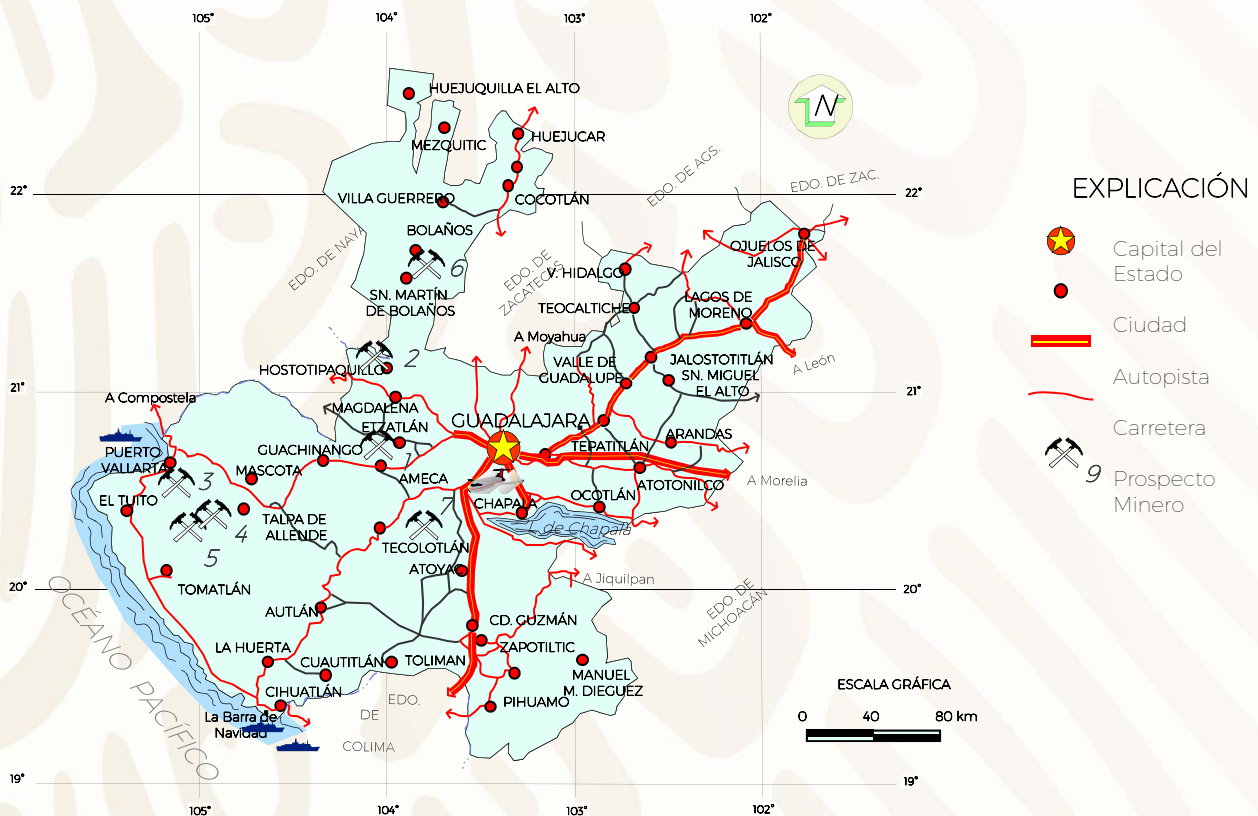 105°
104°
103°
102°
HUEJUQUILLA EL ALTO
MEZQUITIC
HUEJUCAR
N
EDO. DE AGS.
EDO. DE ZAC.
EXPLICACIÓN
22°
22°
VILLA GUERRERO
COCOTLÁN
BOLAÑOS
EDO. DE NAYA
6
EDO. DE
ZACATECAS
V. HIDALGO
OJUELOS DE
JALISCO
Capital del
Estado
SN. MARTÍN
DE BOLAÑOS
TEOCALTICHE
LAGOS DE
MORENO
Ciudad
A Moyahua
2
HOSTOTIPAQUILLO
VALLE DE
GUADALUPE
JALOSTOTITLÁN
SN. MIGUEL
EL ALTO
A León
Autopista
21°
21°
A Compostela
MAGDALENA
ETZATLÁN
GUADALAJARA
Carretera
PUERTO
VALLARTA
GUACHINANGO
1
TEPATITLÁN
ARANDAS
MASCOTA
AMECA
3
9
Prospecto
Minero
ATOTONILCO
A Morelia
EL TUITO
4
TALPA DE
ALLENDE
7
CHAPALA
OCOTLÁN
L. de Chapala
5
TECOLOTLÁN
ATOYAC
A Jiquilpan
20°
20°
TOMATLÁN
EDO. DE
MICHOACÁN
AUTLÁN
CD. GUZMÁN
OCÉANO PACÍFICO
LA HUERTA
CUAUTITLÁN
TOLIMAN
ZAPOTILTIC
MANUEL
M. DIEGUEZ
CIHUATLÁN
EDO.
PIHUAMO
ESCALA GRÁFICA
La Barra de
Navidad
DE
0
40
80 km
COLIMA
19°
19°
105°
104°
103°
102°